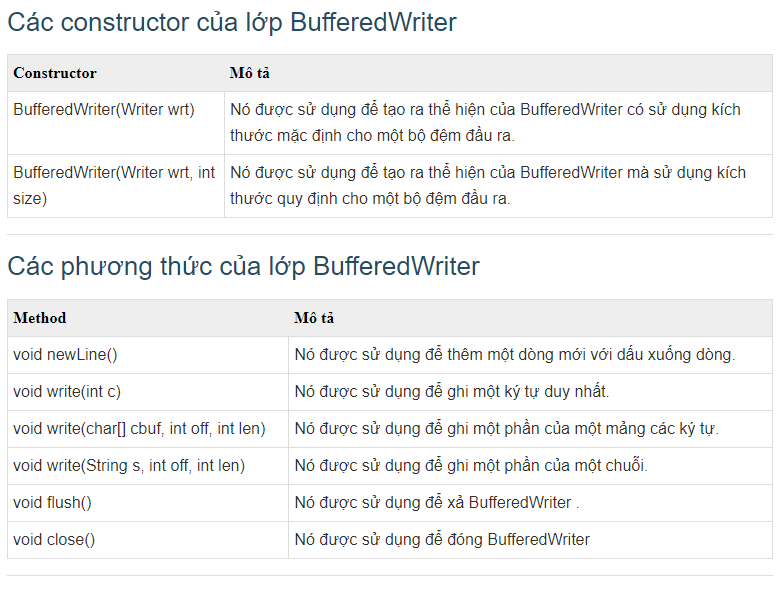 Các constructor của lớp BufferedWriter
Constructor Mô tả
BufferedWriter(Writer wrt) Nó được sử dụng để tạo ra thể hiện của BufferedWriter có sử dụng kích
thước mặc định cho một bộ đệm đầu ra.
BufferedWriter(Writer wrt, int Nó được sử dụng để tạo ra thể hiện của BufferedWriter mà sử dụng kích
size) thước quy định cho một bộ đệm đầu ra.
Các phương thức của lớp BufferedWriter
Method Mô tả
void newLine() Nó được sử dụng để thêm một dòng mới với dấu xuống dòng.
void write(int c) Nó được sử dụng để ghi một ký tự duy nhất.
void write(char[] cbuf, int off, int len) Nó được sử dụng để ghi một phần của một mảng các ký tự.
void write(String s, int off, int len) Nó được sử dụng để ghi một phần của một chuỗi.
void flush() Nó được sử dụng để xả BufferedWriter .
void close() Nó được sử dụng để đóng BufferedWriter